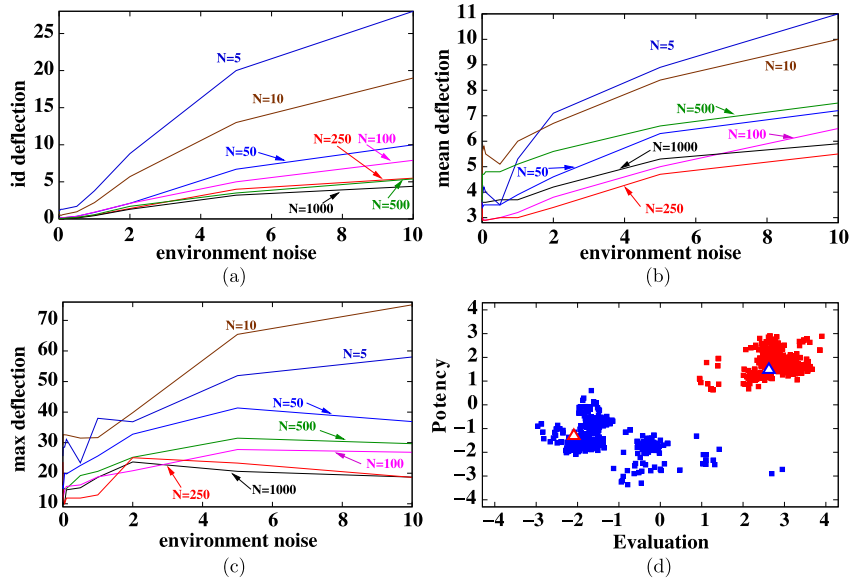 id deflection
25
20
15
10
5
0
N=5
N=10
N=250
N=100
N=50
N=1000
N=500
0 2 4 6 8 10
environment noise
(a)
mean deflection
11
10
9
8
7
6
5
4
3
N=5
N=10
N=500
N=100
N=1000
N=50
N=250
0 2 4 6 8 10
environment noise
(b)
max deflection
70
60
50
40
30
20
10
N=10
N=5
N=50
N=500
N=100
N=250
N=1000
0 2 4 6 8 10
environment noise
(c)
Potency
4
3
2
1
0
−1
−2
−3
−4
−4 −3 −2 −1 0 1 2 3 4
Evaluation
(d)